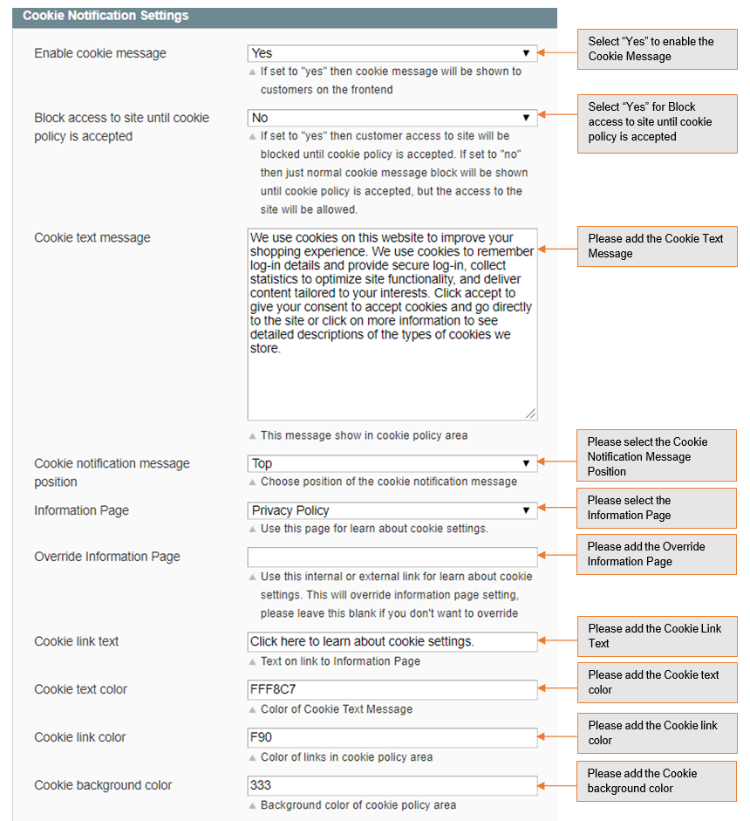 Cookie Notification Settings
Enable cookie message
Yes
▲ If set to "yes" then cookie message will be shown to
customers on the frontend
Select “Yes” to enable the
Cookie Message
Block access to site until cookie
policy is accepted
No
▲ If set to "yes" then customer access to site will be
blocked until cookie policy is accepted. If set to "no"
then just normal cookie message block will be shown
until cookie policy is accepted, but the access to the
site will be allowed.
Select “Yes” for Block
access to site until cookie
policy is accepted
Cookie text message
We use cookies on this website to improve your
shopping experience. We use cookies to remember
log-in details and provide secure log-in, collect
statistics to optimize site functionality, and deliver
content tailored to your interests. Click accept to
give your consent to accept cookies and go directly
to the site or click on more information to see
detailed descriptions of the types of cookies we
store.
▲ This message show in cookie policy area
Please add the Cookie Text
Message
Cookie notification message
position
Top
▲ Choose position of the cookie notification message
Please select the Cookie
Notification Message
Position
Information Page
Privacy Policy
▲ Use this page for learn about cookie settings.
Please select the
Information Page
Override Information Page
▲ Use this internal or external link for learn about cookie
settings. This will override information page setting,
please leave this blank if you don't want to override
Please add the Override
Information Page
Cookie link text
Click here to learn about cookie settings.
▲ Text on link to Information Page
Please add the Cookie Link
Text
Cookie text color
FFF8C7
▲ Color of Cookie Text Message
Please add the Cookie text
color
Cookie link color
F90
▲ Color of links in cookie policy area
Please add the Cookie link
color
Cookie background color
333
▲ Background color of cookie policy area
Please add the Cookie
background color